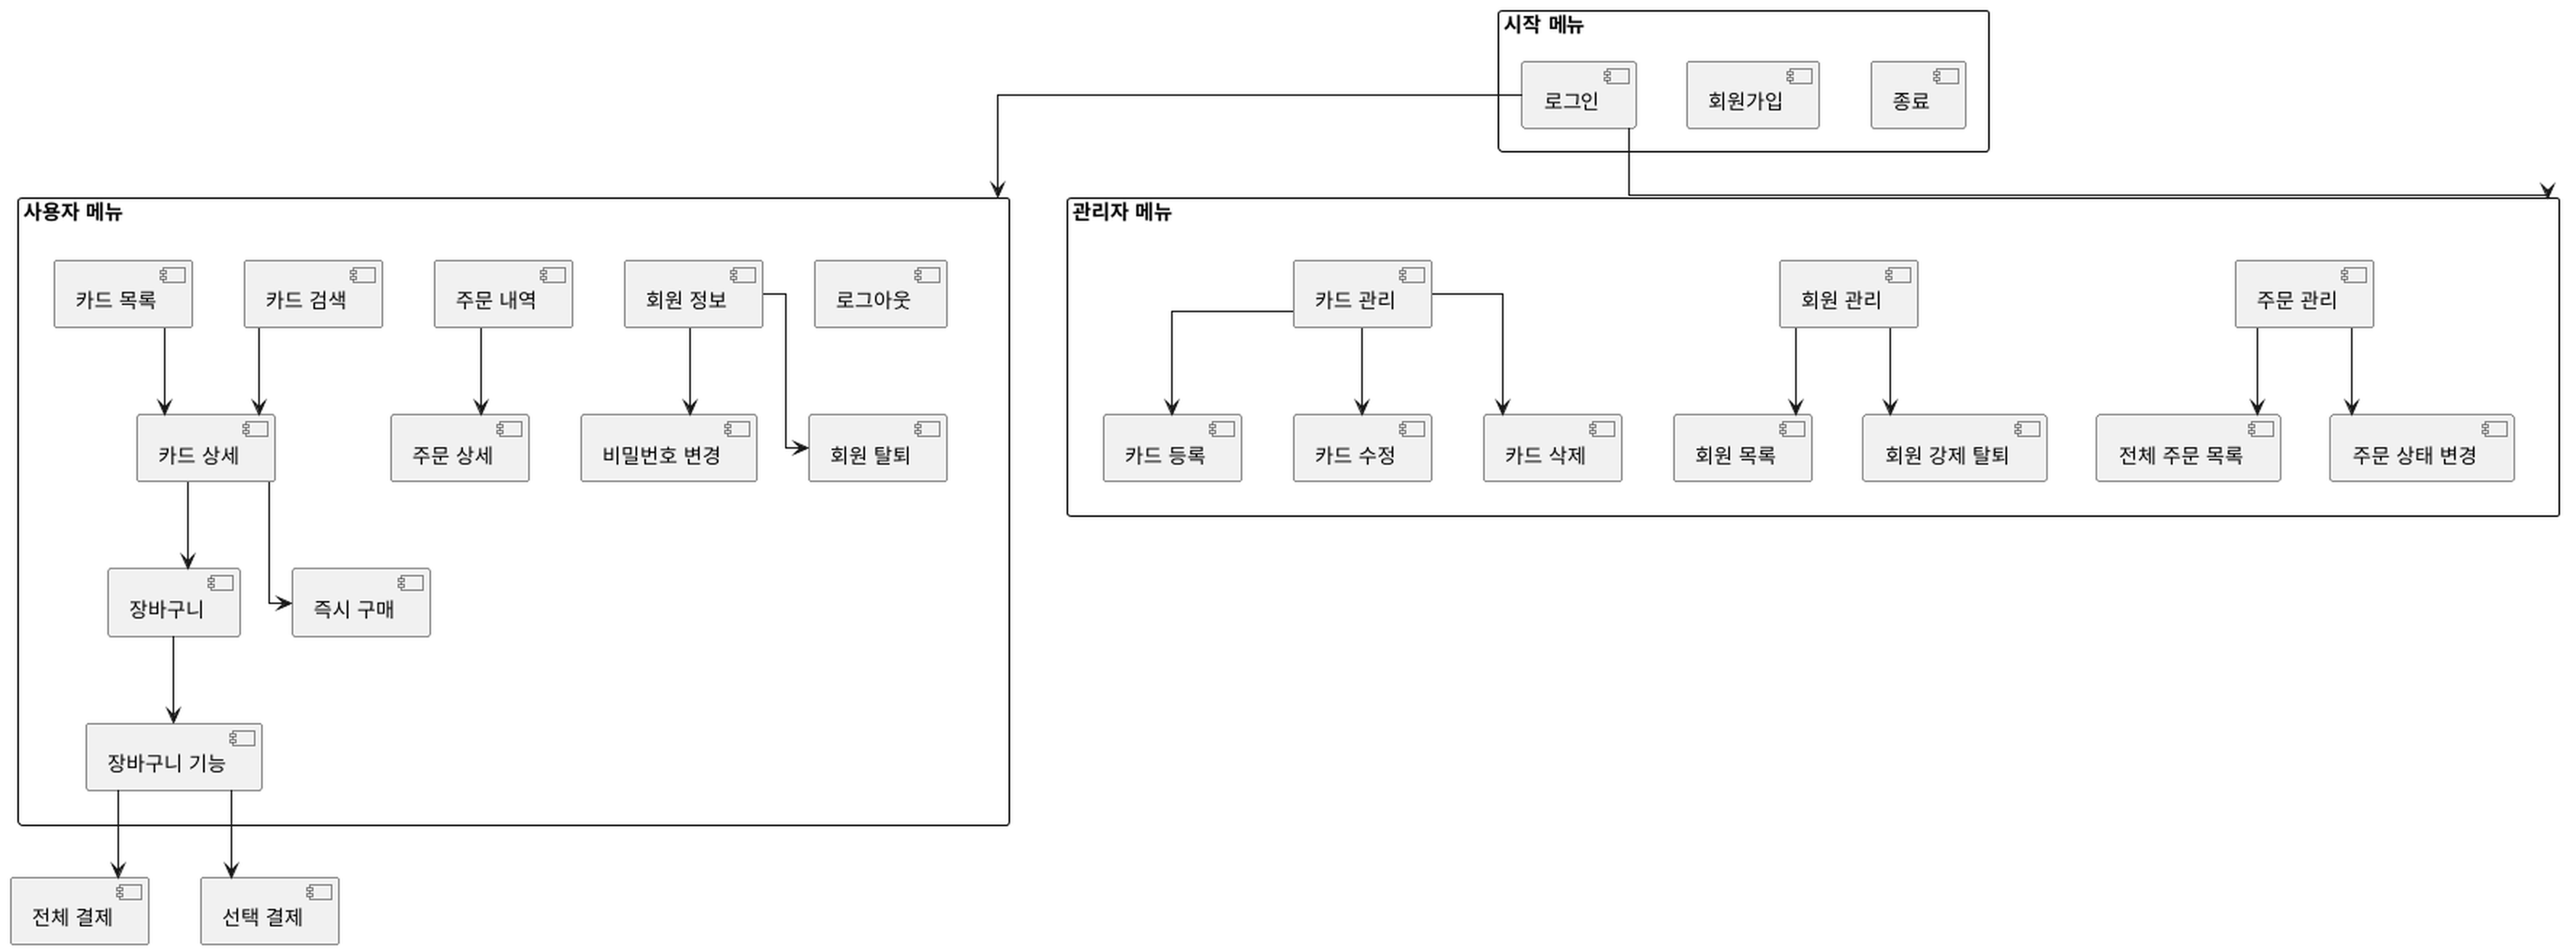 시작 메뉴
로그인
회원가입
종료
사용자 메뉴
카드 목록
카드 검색
주문 내역
회원 정보
로그아웃
카드 상세
주문 상세
비밀번호 변경
회원 탈퇴
장바구니
즉시 구매
장바구니 기능
전체 결제
선택 결제
관리자 메뉴
카드 관리
회원 관리
주문 관리
카드 등록
카드 수정
카드 삭제
회원 목록
회원 강제 탈퇴
전체 주문 목록
주문 상태 변경